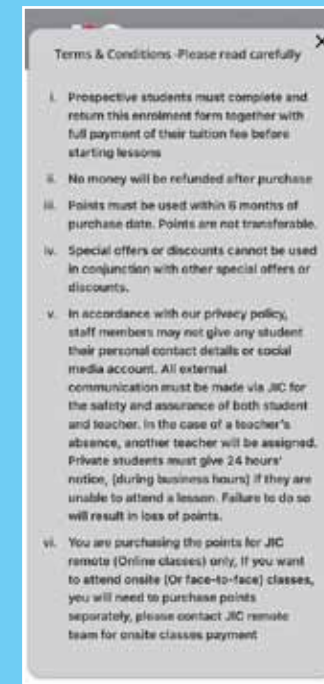 Terms & Conditions -Please read carefully
i. Prospective students must complete and
return this enrolment form together with
full payment of their tuition fee before
starting lessons
ii. No money will be refunded after purchase
iii. Points must be used within 6 months of
purchase date. Points are not transferable.
iv. Special offers or discounts cannot be used
in conjunction with other special offers or
discounts.
v. In accordance with our privacy policy,
staff members may not give any student
their personal contact details or social
media account. All external
communication must be made via JIC for
the safety and assurance of both student
and teacher. In the case of a teacher's
absence, another teacher will be assigned.
Private students must give 24 hours'
notice, (during business hours) if they are
unable to attend a lesson. Failure to do so
will result in loss of points.
vi. You are purchasing the points for JIC
remote (Online classes) only, If you want
to attend onsite (Or face-to-face) classes,
you will need to purchase points
separately, please contact JIC remote
team for onsite classes payment